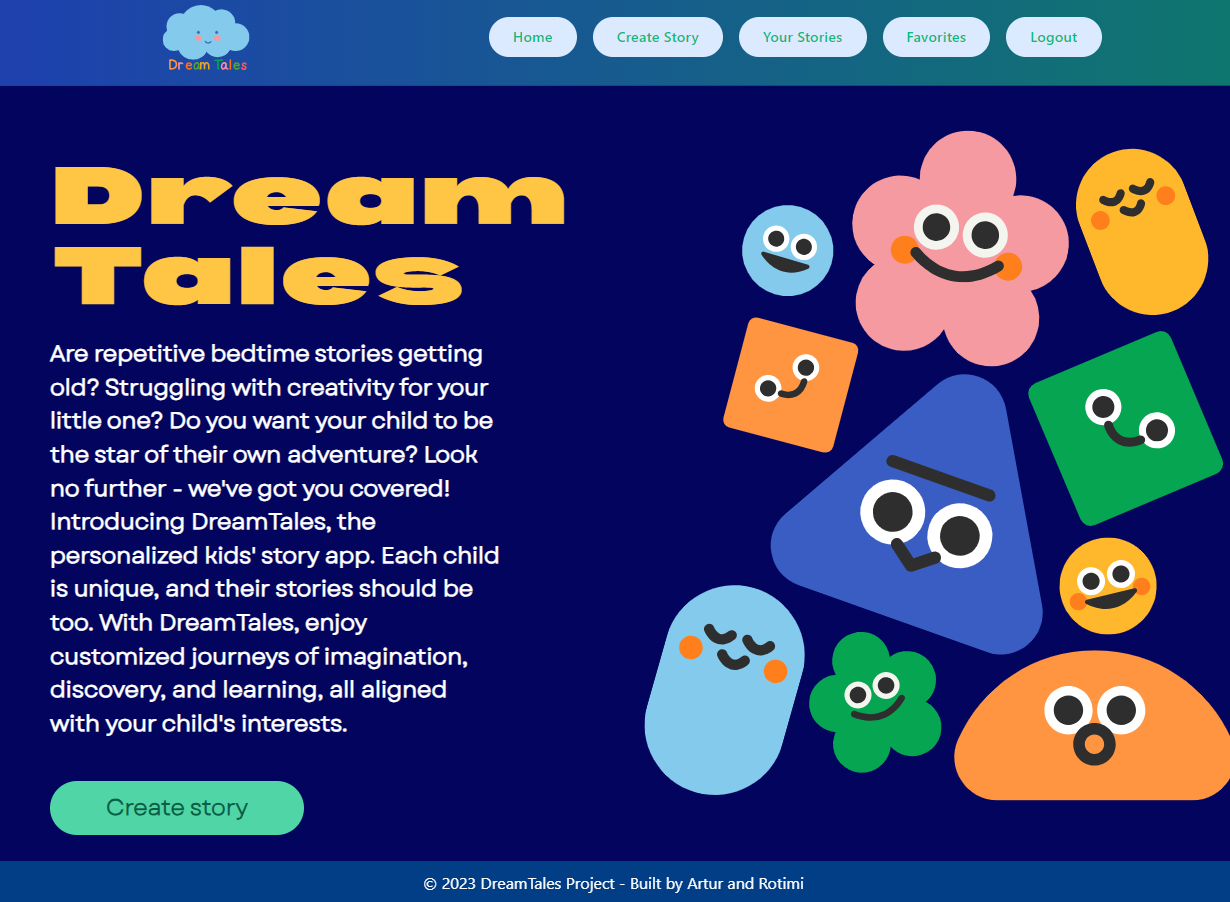 Dream Tales
Home
Create Story
Your Stories
Favorites
Logout
Dream
Tales
Are repetitive bedtime stories getting
old? Struggling with creativity for your
little one? Do you want your child to be
the star of their own adventure? Look
no further - we've got you covered!
Introducing DreamTales, the
personalized kids' story app. Each child
is unique, and their stories should be
too. With DreamTales, enjoy
customized journeys of imagination,
discovery, and learning, all aligned
with your child's interests.
Create story
© 2023 DreamTales Project - Built by Artur and Rotimi